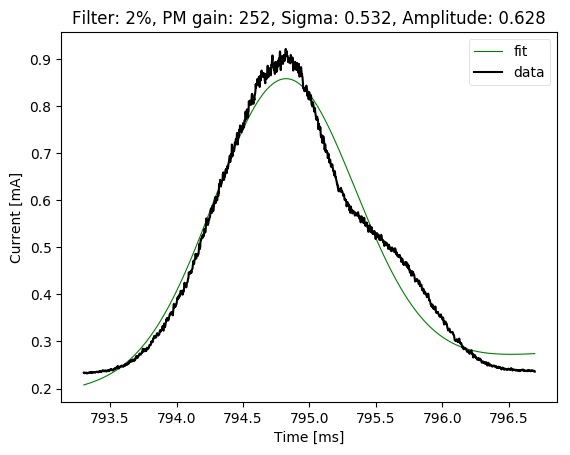 Filter: 2%, PM gain: 252, Sigma: 0.532, Amplitude: 0.628
fit
data
0.9
0.8
0.7
0.6
0.5
0.4
0.3
0.2
Current [mA]
793.5 794.0 794.5 795.0 795.5 796.0 796.5
Time [ms]